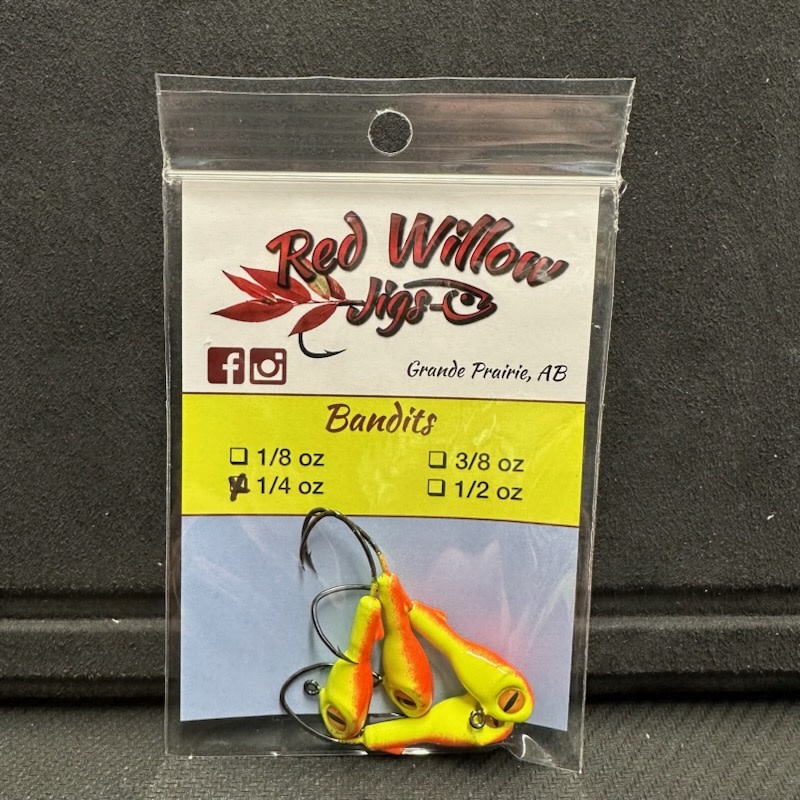 Red Willow
Jigs
Grande Prairie, AB
Bandits
1/8 oz
3/8 oz
1/4 oz
1/2 oz